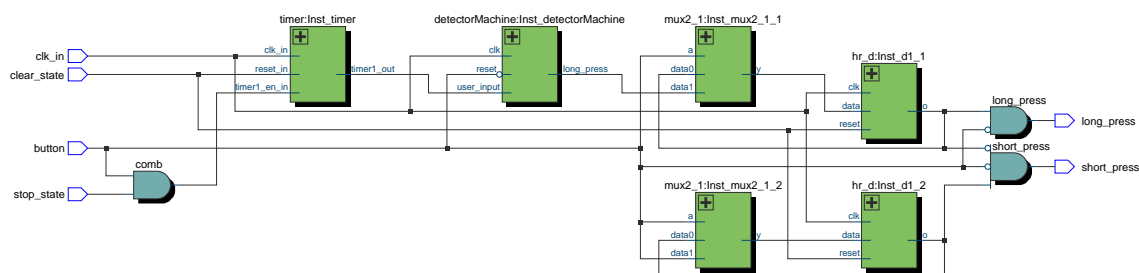 timer:Inst_timer
detectorMachine:Inst_detectorMachine
mux2_1:Inst_mux2_1_1
hr_d:Inst_d1_1
clk_in
clear_state
button
stop_state
comb
clk_in
reset_in
timer1_en_in
timer1_out
clk
reset
user_input
long_press
a
data0
data1
y
clk
data
reset
o
long_press
long_press
short_press
short_press
mux2_1:Inst_mux2_1_2
hr_d:Inst_d1_2
a
data0
data1
y
clk
data
reset
o